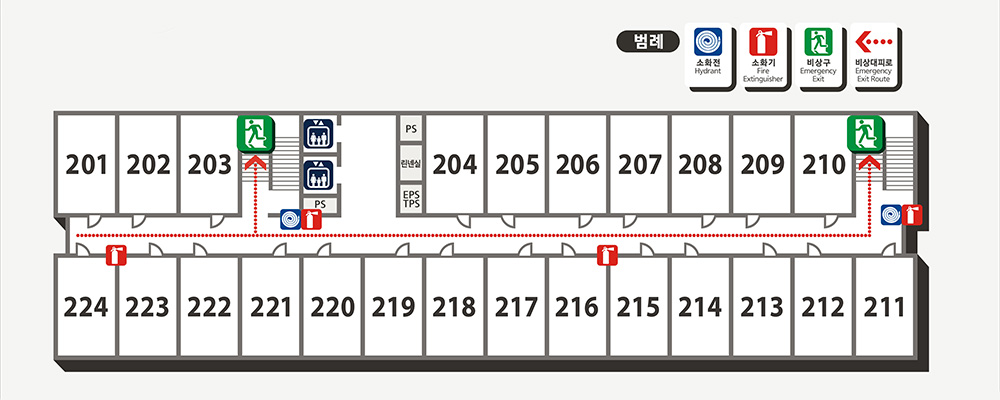 범례
소화전
Hydrant
소화기
Fire
Extinguisher
비상구
Emergency
Exit
비상대피로
Emergency
Exit Route
201 202 203
PS
PS
린넨실
EPS
TPS
204 205 206 207 208 209 210
224 223 222 221 220 219 218 217 216 215 214 213 212 211